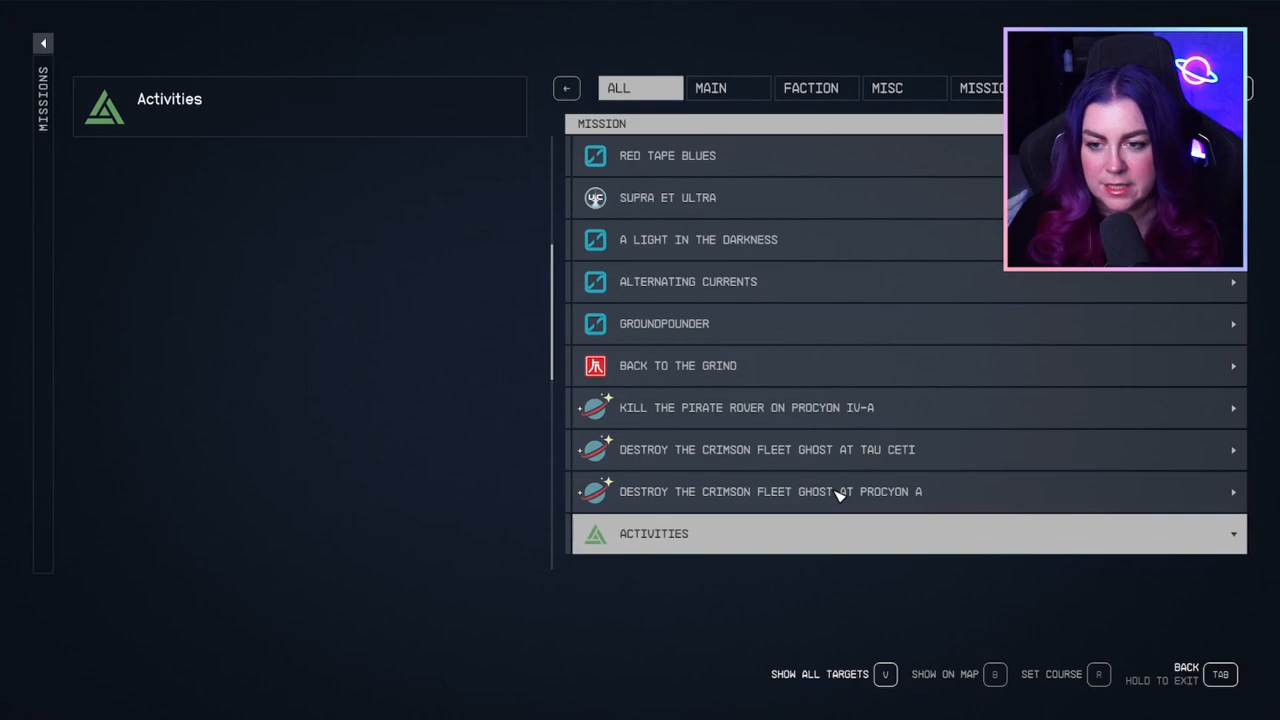 MISSIONS
Activities
ALL
MAIN
FACTION
MISC
MISSION
RED TAPE BLUES
SUPRA ET ULTRA
A LIGHT IN THE DARKNESS
ALTERNATING CURRENTS
GROUNDPOUNDER
BACK TO THE GRIND
KILL THE PIRATE ROVER ON PROCYON IV-A
DESTROY THE CRIMSON FLEET GHOST AT TAU CETI
DESTROY THE CRIMSON FLEET GHOST AT PROCYON A
ACTIVITIES
SHOW ALL TARGETS V
SHOW ON MAP B
SET COURSE R
BACK
HOLD TO EXIT
TAB